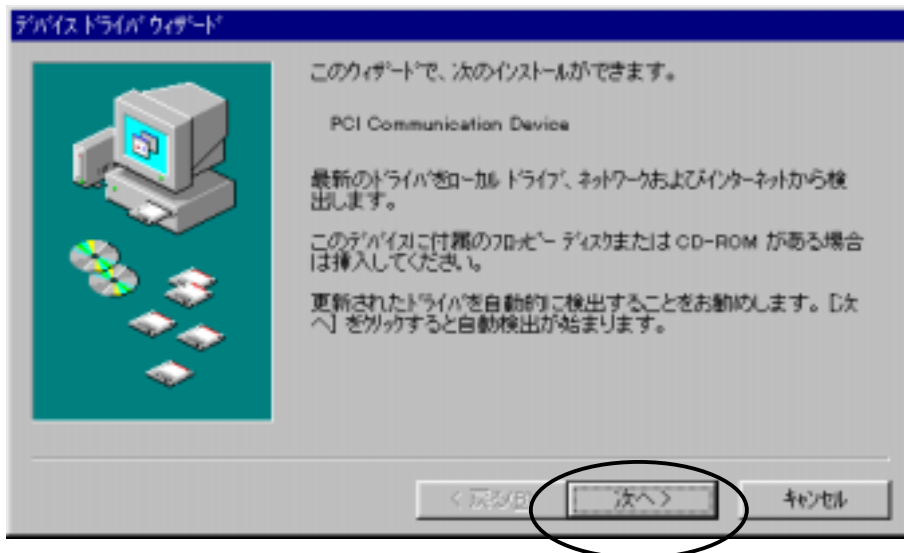 ﾃﾞﾊﾞｲｽ ﾄﾞﾗｲﾊﾞ ｳｨｻﾞｰﾄﾞ
このｳｨｻﾞｰﾄﾞで、次のｲﾝｽﾄｰﾙができます。
PCI Communication Device
最新のﾄﾞﾗｲﾊﾞをﾛｰｶﾙ ﾄﾞﾗｲﾌﾞ、ﾈｯﾄﾜｰｸおよびｲﾝﾀｰﾈｯﾄから検
出します。
このﾃﾞﾊﾞｲｽに付属のﾌﾛｯﾋﾟｰ ﾃﾞｨｽｸまたは CD-ROM がある場合
は挿入してください。
更新されたﾄﾞﾗｲﾊﾞを自動的に検出することをお勧めします。[次
へ] をｸﾘｯｸすると自動検出が始まります。
< 戻る(B)
次へ >
ｷｬﾝｾﾙ